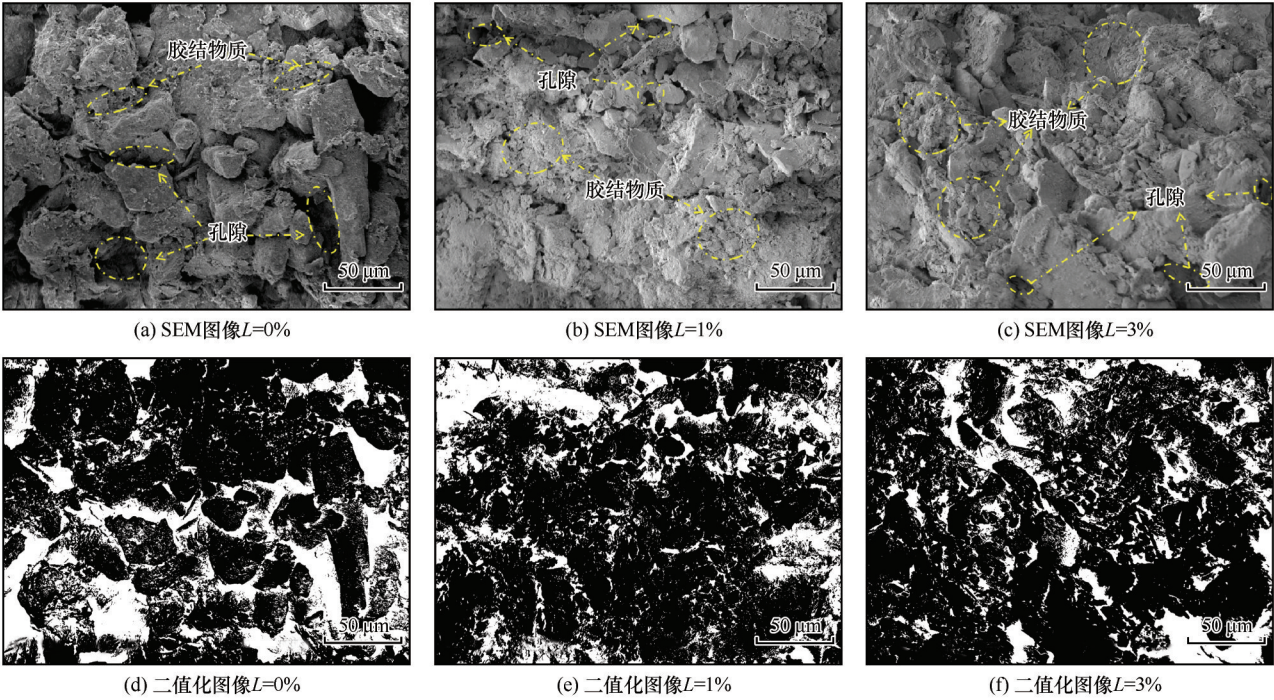 胶结物质
孔隙
50 μm
(a) SEM图像L=0%
孔隙
胶结物质
50 μm
(b) SEM图像L=1%
胶结物质
孔隙
50 μm
(c) SEM图像L=3%
50 μm
(d) 二值化图像L=0%
50 μm
(e) 二值化图像L=1%
50 μm
(f) 二值化图像L=3%